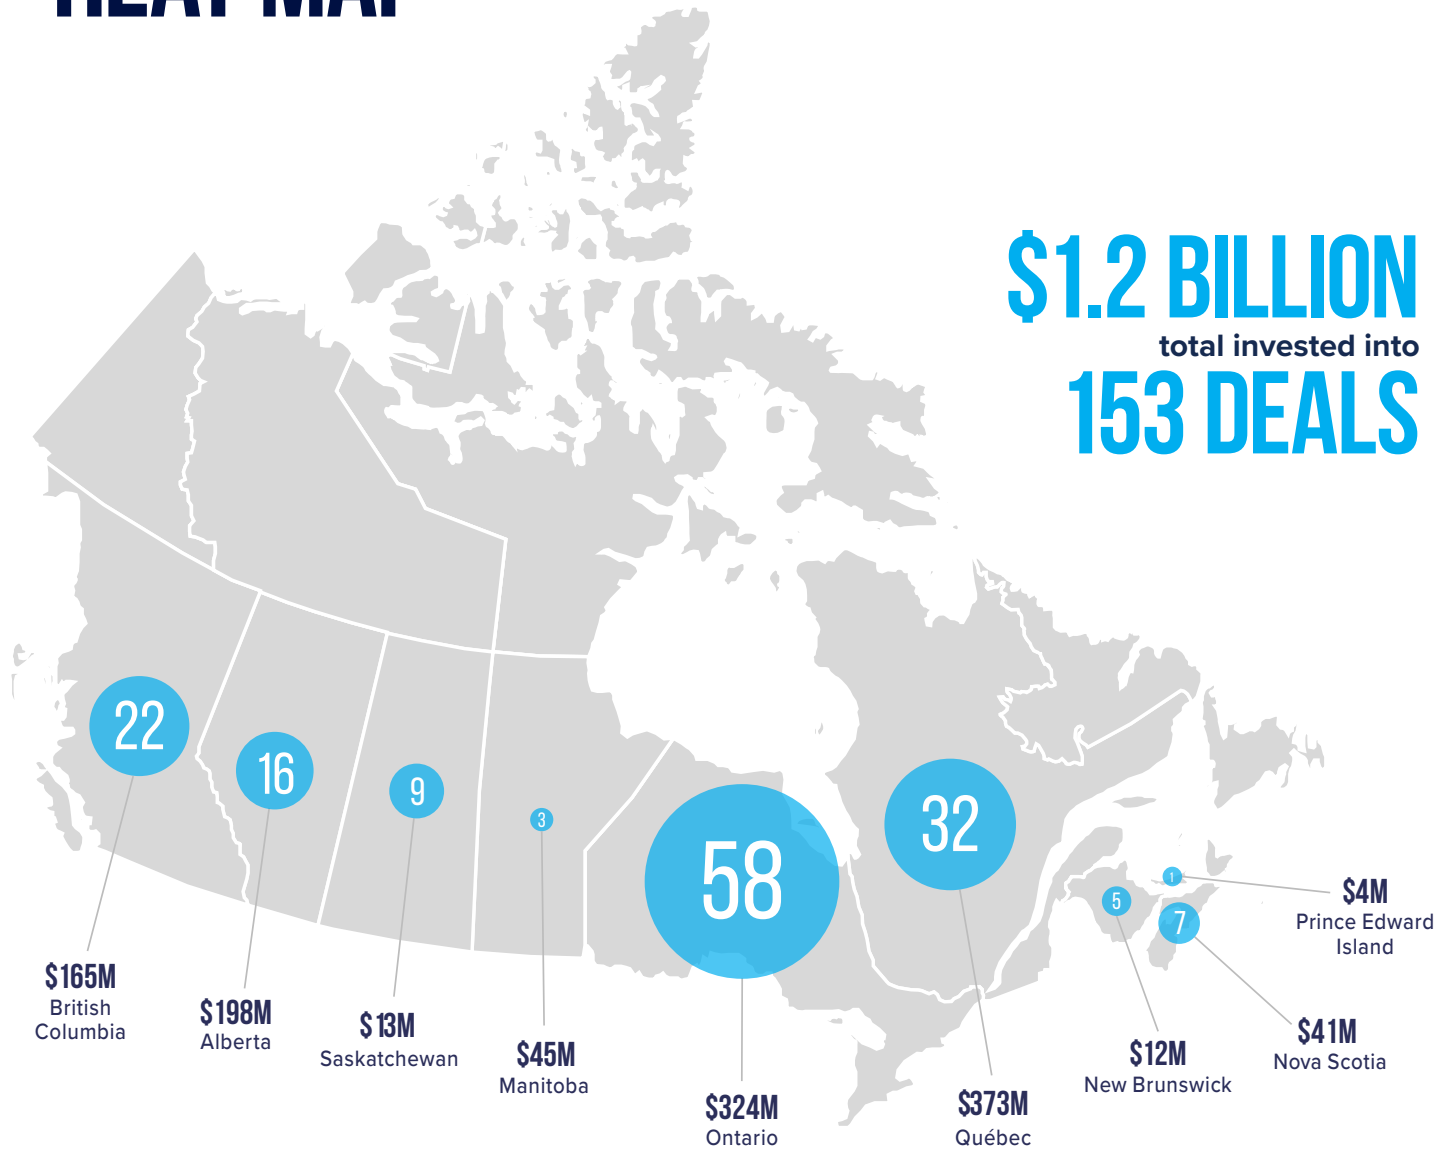 HEAT MAP
$1.2 BILLION
total invested into
153 DEALS
22
16
9
3
58
32
1
5
7
$165M
British
Columbia
$198M
Alberta
$13M
Saskatchewan
$45M
Manitoba
$324M
Ontario
$373M
Québec
$12M
New Brunswick
$41M
Nova Scotia
$4M
Prince Edward
Island